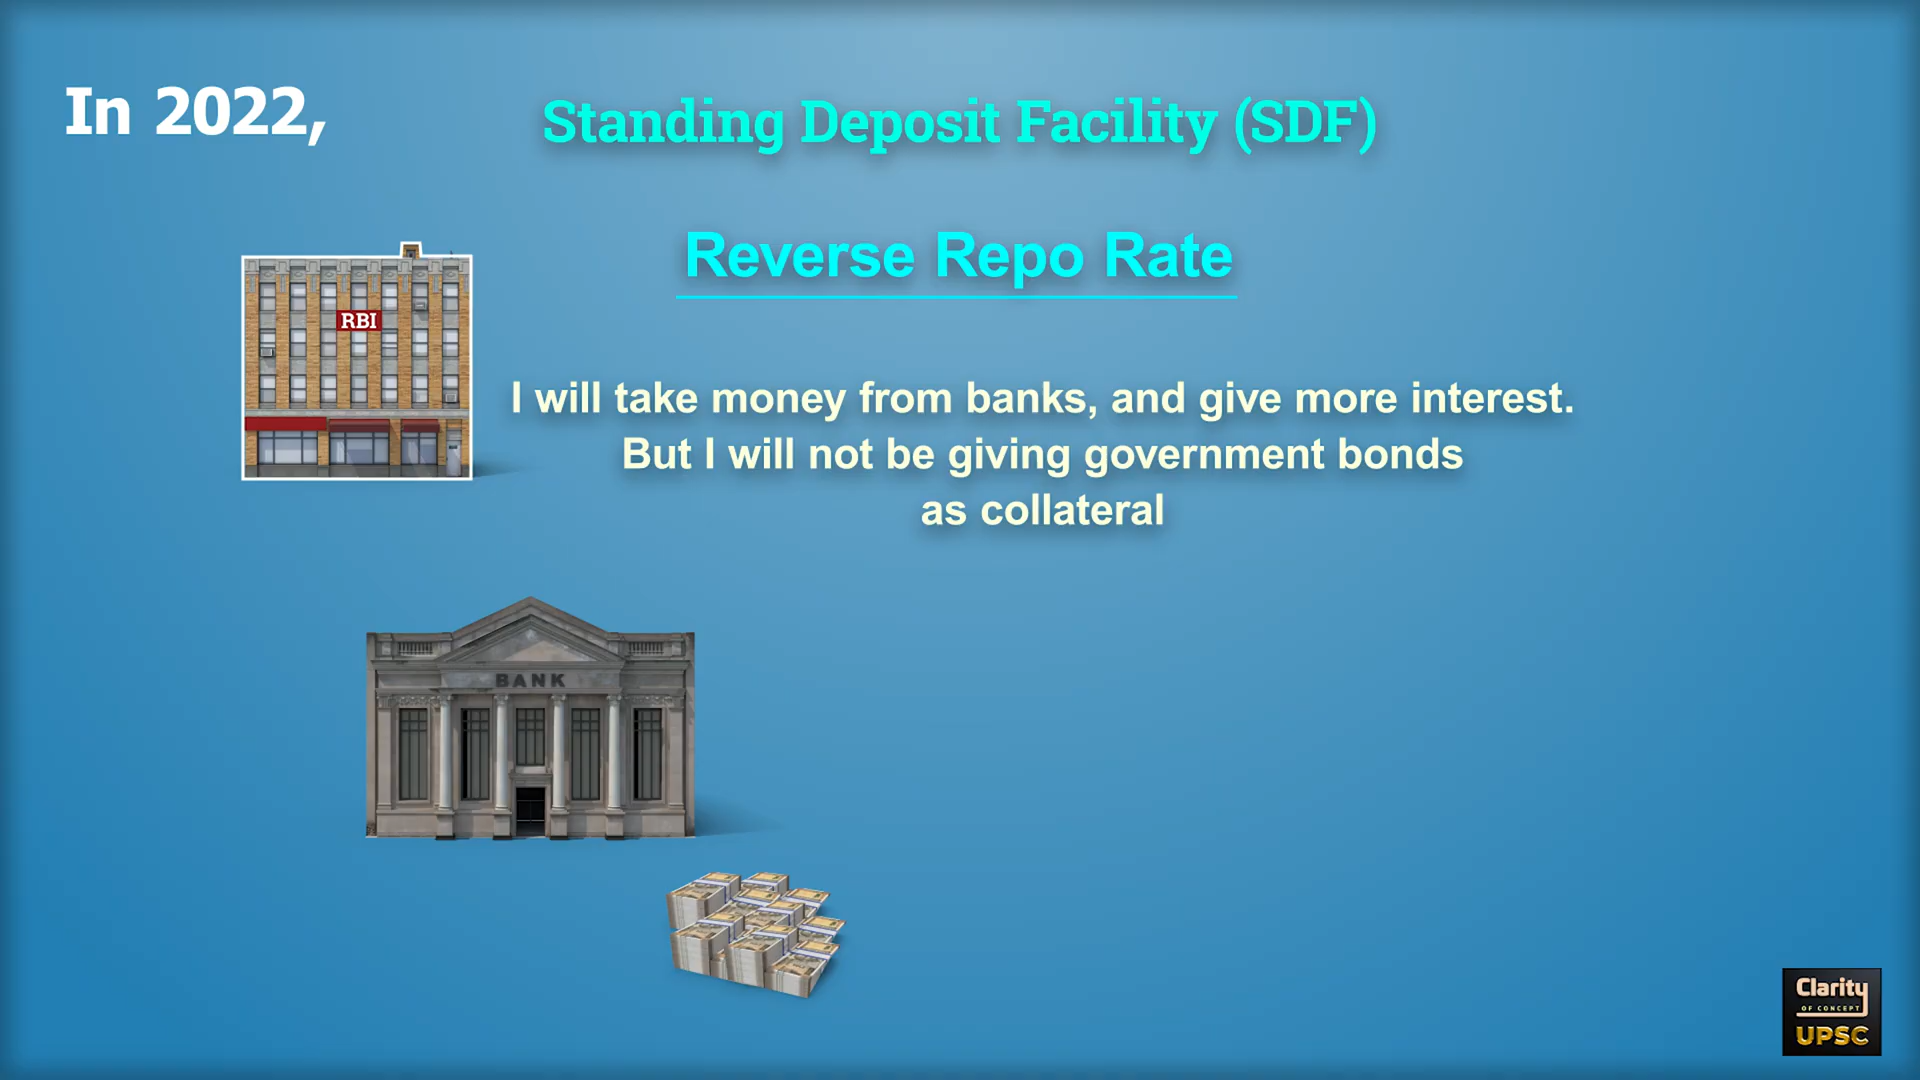 In 2022,
Standing Deposit Facility (SDF)
Reverse Repo Rate
RBI
I will take money from banks, and give more interest.
But I will not be giving government bonds
as collateral
BANK
Clarity
OF CONCEPT
UPSC